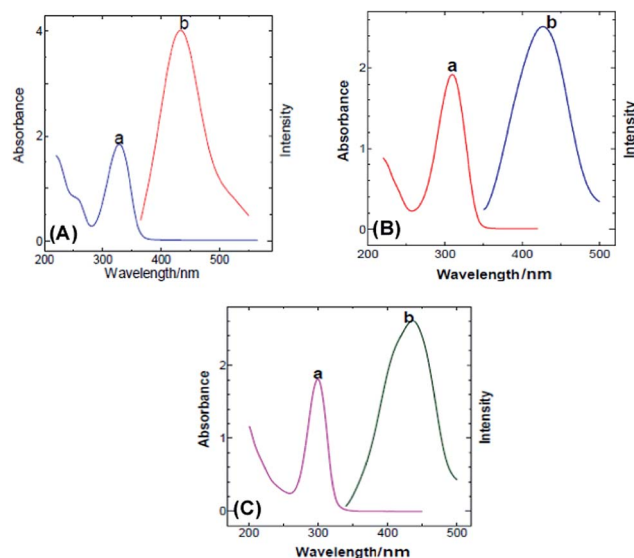 b
4
a
Absorbance
2
Intensity
0
(A)
200 300 400 500
Wavelength/nm
b
a
2
Absorbance
1
Intensity
0
(B)
200 300 400 500
Wavelength/nm
b
a
2
Absorbance
1
Intensity
0
(C)
200 300 400 500
Wavelength/nm